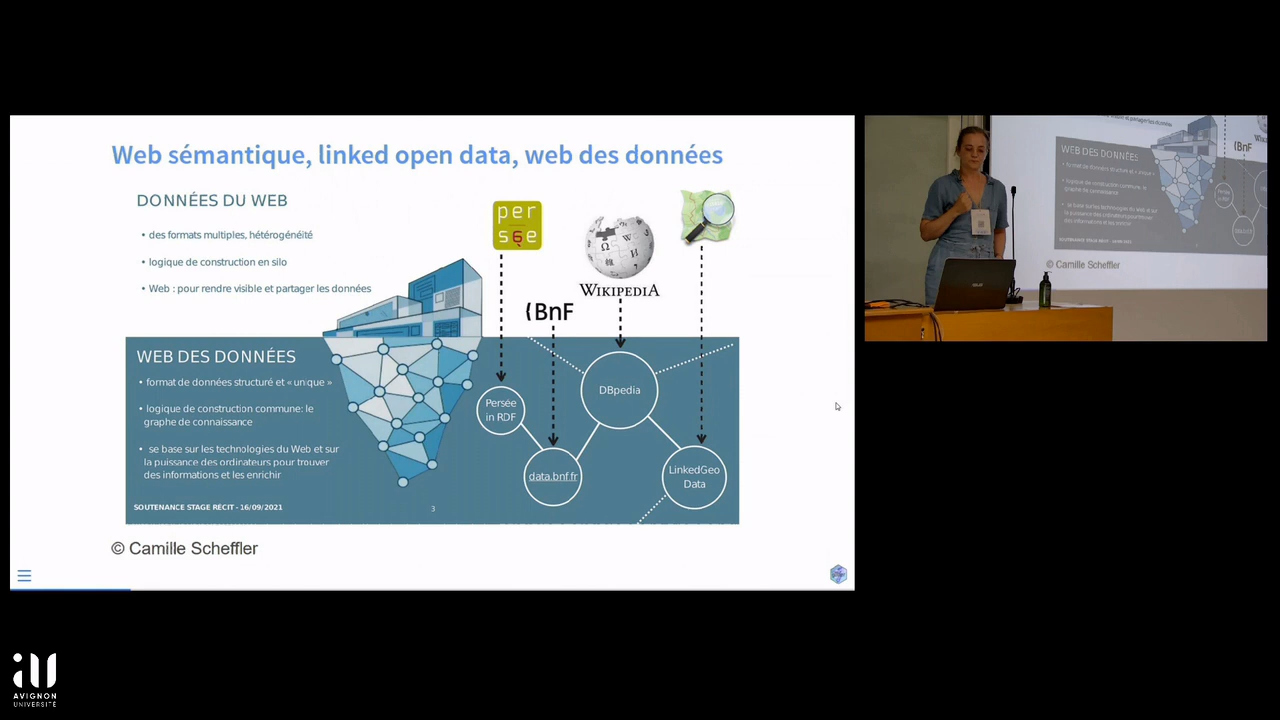 Web sémantique, linked open data, web des données
DONNÉES DU WEB
• des formats multiples, hétérogénéité
• logique de construction en silo
• Web : pour rendre visible et partager les données
per
sée
WIKIPEDIA
(BnF
WEB DES DONNÉES
• format de données structuré et « unique »
• logique de construction commune: le
graphe de connaissance
• se base sur les technologies du Web et sur
la puissance des ordinateurs pour trouver
des informations et les enrichir
SOUTENANCE STAGE RÉCIT - 16/09/2021
3
Persée
in RDF
data.bnf.fr
DBpedia
LinkedGeo
Data
© Camille Scheffler
WEB DES DONNÉES
(BnF
© Camille Scheffler
AVIGNON
UNIVERSITÉ